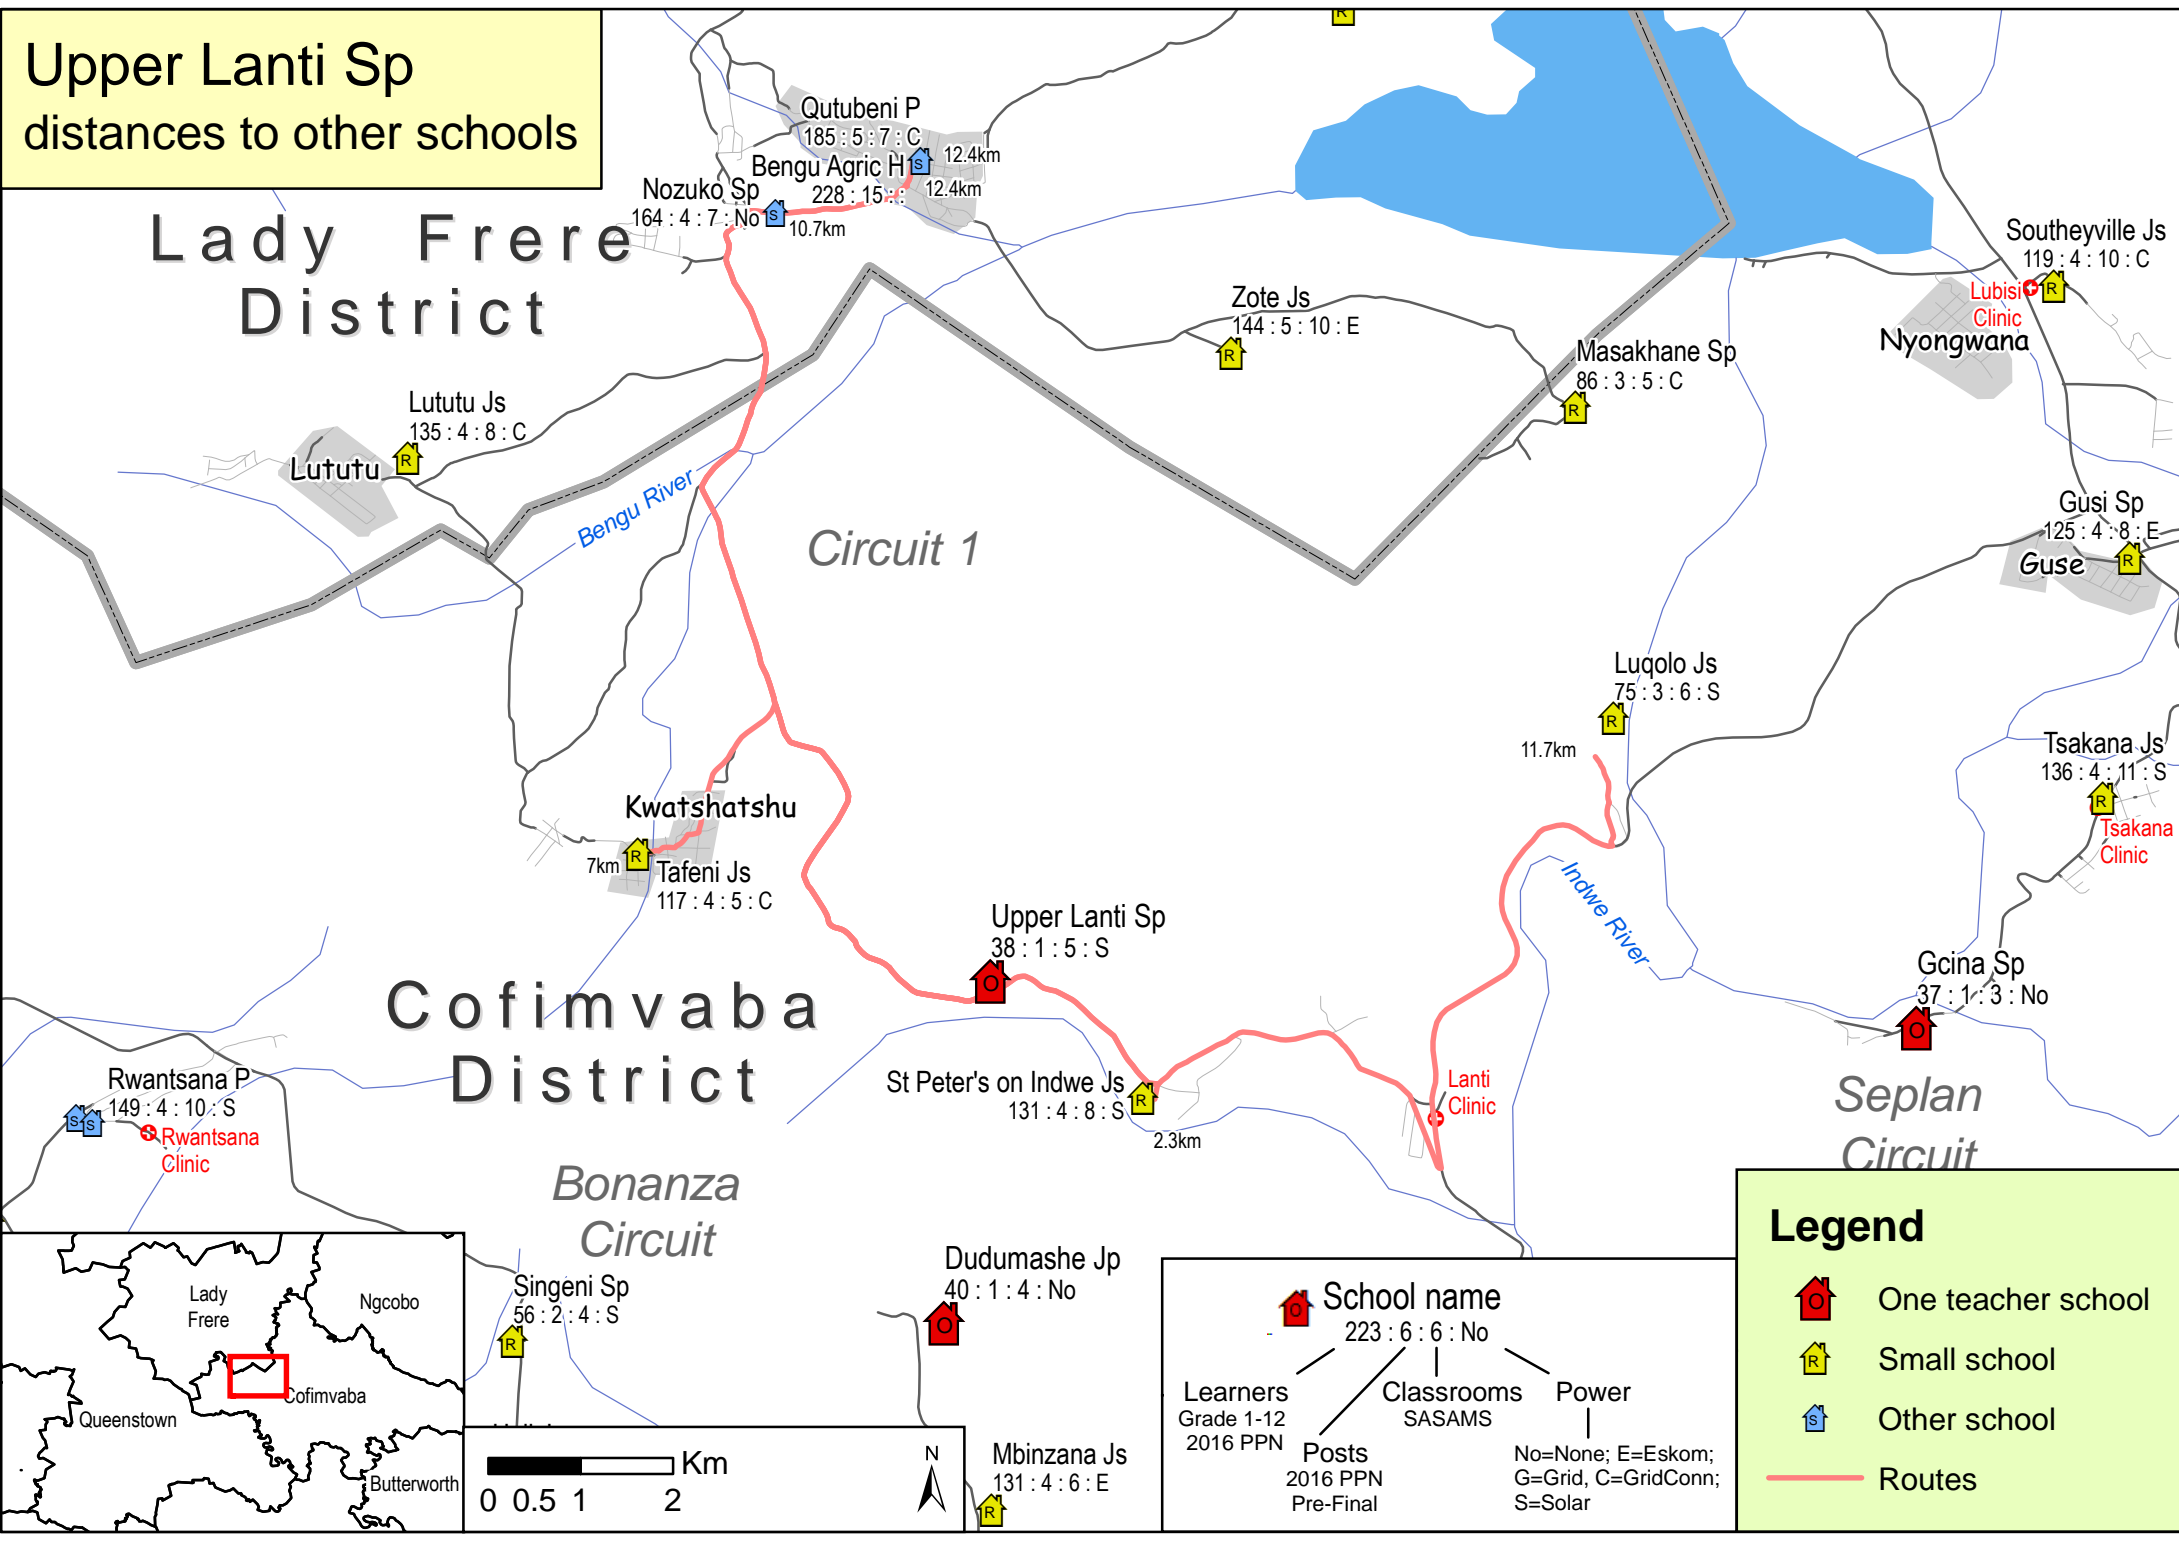 Upper Lanti Sp
distances to other schools
R
Qutubeni P
185 : 5 : 7 : C
12.4km
Bengu Agric H
S
228 : 15 : :
12.4km
Nozuko Sp
164 : 4 : 7 : No
S
10.7km
Lady Frere
District
Southeyville Js
119 : 4 : 10 : C
R
Lubisi
Clinic
Nyongwana
Zote Js
144 : 5 : 10 : E
R
Masakhane Sp
86 : 3 : 5 : C
R
Lututu Js
135 : 4 : 8 : C
R
Lututu
Bengu River
Circuit 1
Gusi Sp
125 : 4 : 8 : E
R
Guse
Luqolo Js
75 : 3 : 6 : S
R
11.7km
Tsakana Js
136 : 4 : 11 : S
R
Tsakana
Clinic
Kwatshatshu
R
7km
Tafeni Js
117 : 4 : 5 : C
Indwe River
Upper Lanti Sp
38 : 1 : 5 : S
O
Gcina Sp
37 : 1 : 3 : No
O
Cofimvaba
District
St Peter's on Indwe Js
131 : 4 : 8 : S
R
2.3km
Lanti
Clinic
Rwantsana P
149 : 4 : 10 : S
S
S
Rwantsana
Clinic
Seplan
Circuit
Bonanza
Circuit
Singeni Sp
56 : 2 : 4 : S
R
Dudumashe Jp
40 : 1 : 4 : No
O
Mbinzana Js
131 : 4 : 6 : E
R
Lady
Frere
Ngcobo
Cofimvaba
Queenstown
Butterworth
Km
0 0.5 1 2
N
O
School name
223 : 6 : 6 : No
Learners
Grade 1-12
2016 PPN
Posts
2016 PPN
Pre-Final
Classrooms
SASAMS
Power
No=None; E=Eskom;
G=Grid, C=GridConn;
S=Solar
Legend
O
One teacher school
R
Small school
S
Other school
Routes